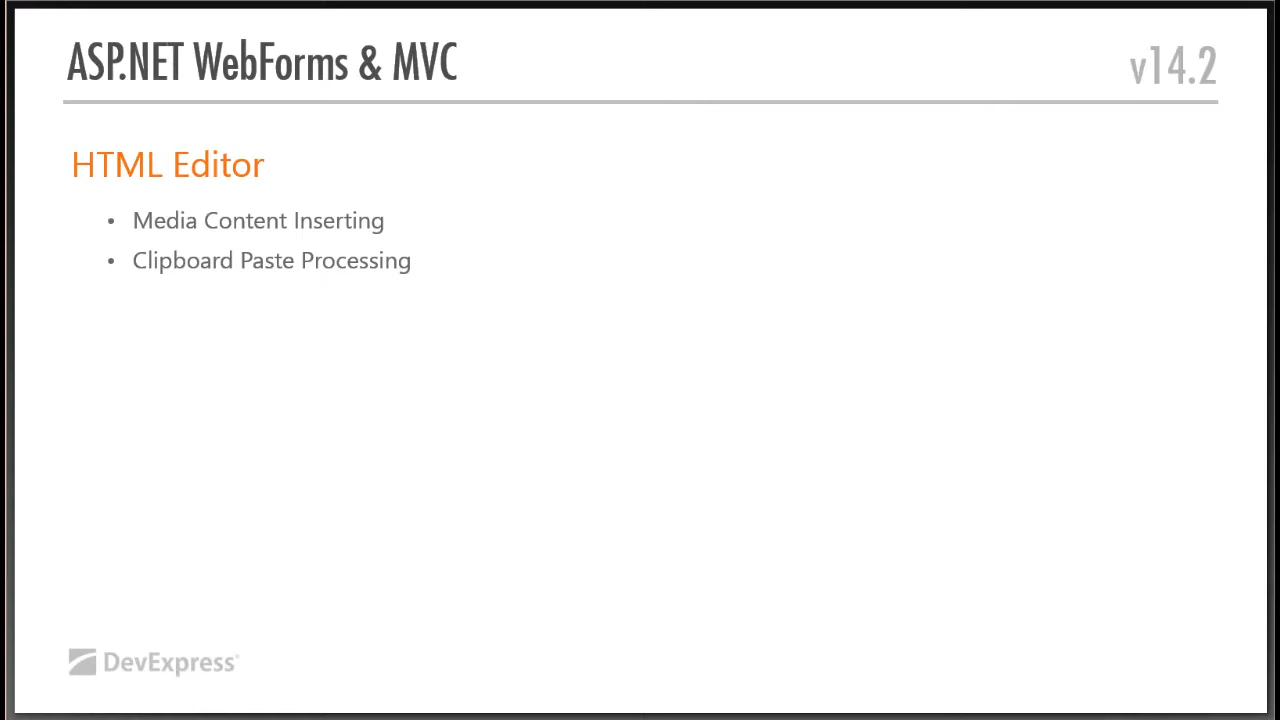 ASP.NET WebForms & MVC
v14.2
HTML Editor
• Media Content Inserting
• Clipboard Paste Processing
DevExpress